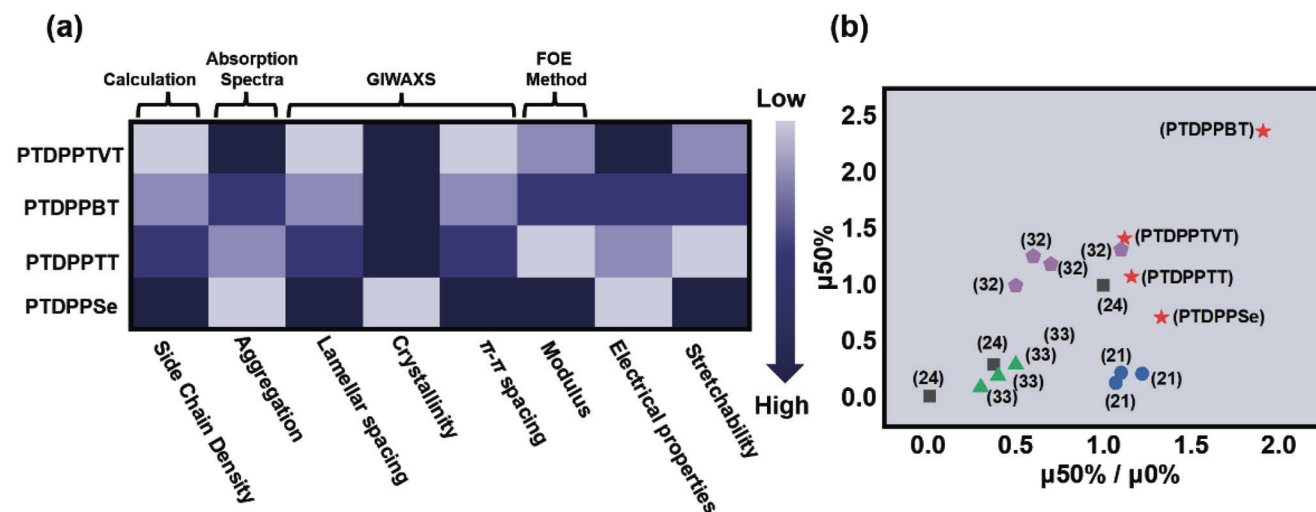 (a)
Calculation
Absorption
Spectra
GIWAXS
FOE
Method
Low
High
PTDPPTVT
PTDPPBT
PTDPPTT
PTDPPSe
Side Chain Density
Aggregation
Lamellar spacing
Crystallinity
π-π spacing
Modulus
Electrical properties
Stretchability
(b)
μ50%
2.5
2.0
1.5
1.0
0.5
0.0
(PTDPPBT)
(PTDPPTVT)
(32)
(32)
(32)
(PTDPPTT)
(32)
(24)
(PTDPPSe)
(33)
(24)
(33)
(21)
(24)
(33)
(21)
(33)
(21)
0.0 0.5 1.0 1.5 2.0
μ50% / μ0%